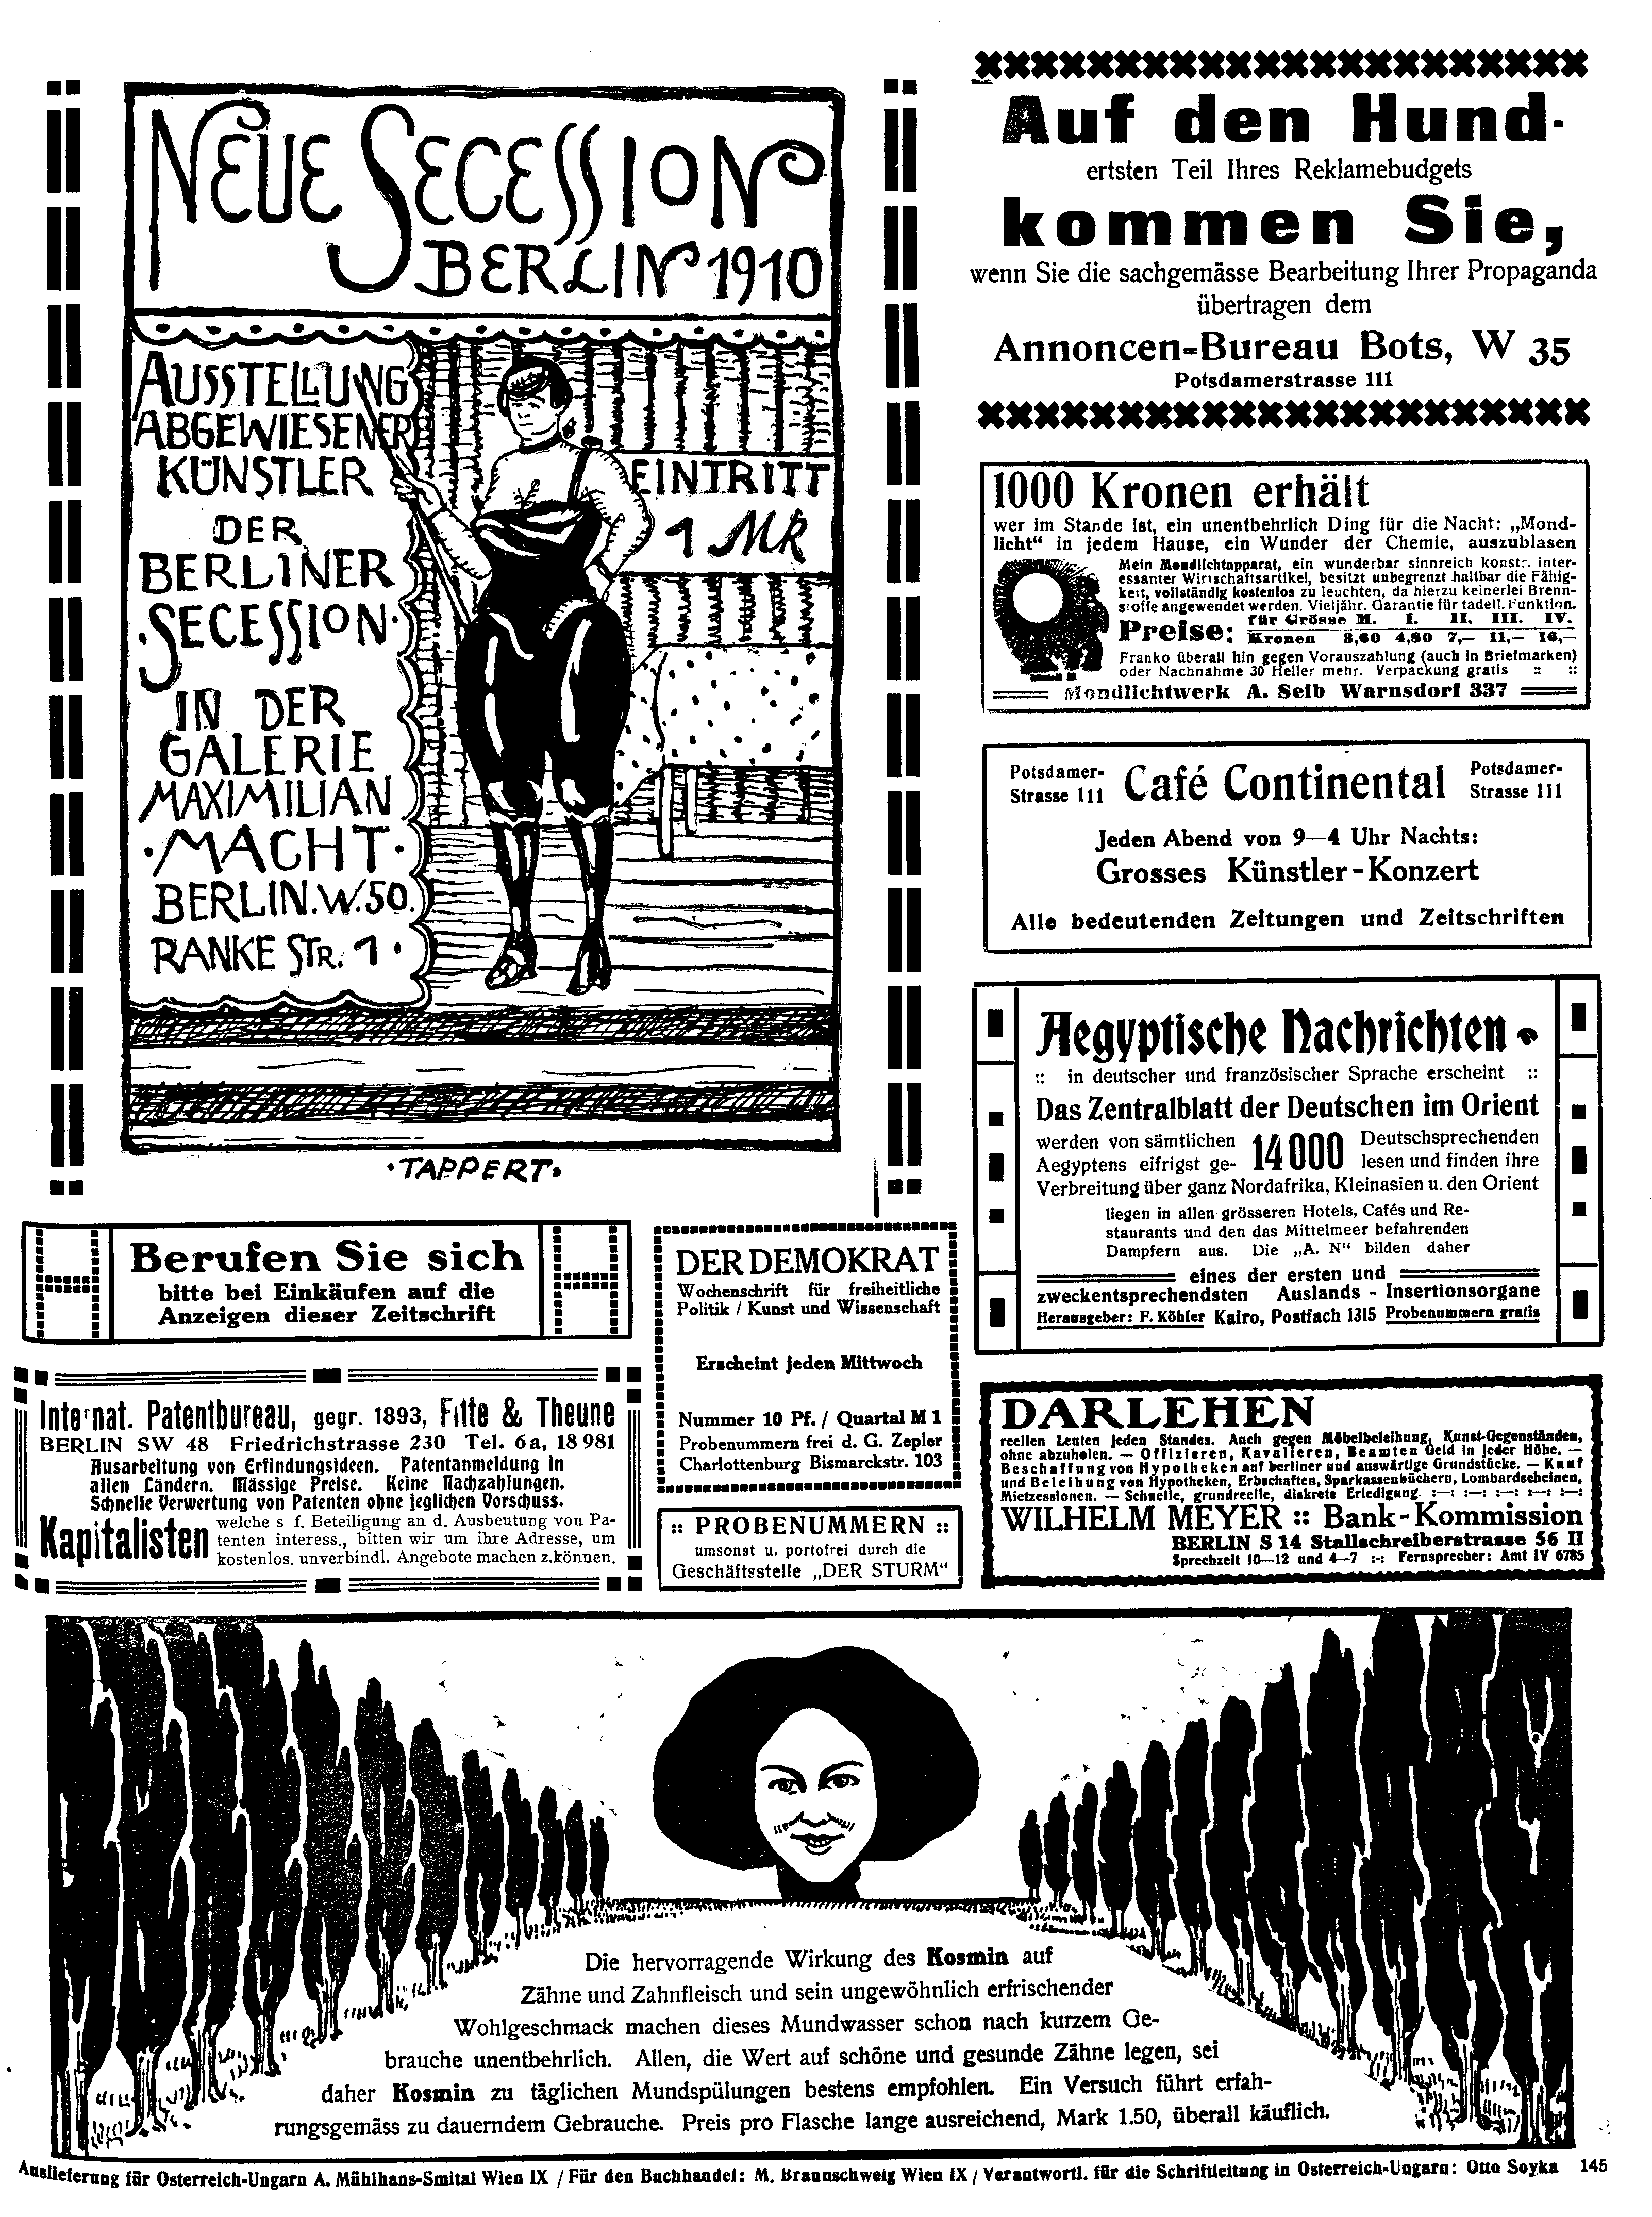 NEUE SECESSION
BERLIN 1910
AUSSTELLUNG
ABGEWIESENER
KÜNSTLER
DER
BERLINER
·SECESSION·
IN DER
GALERIE
MAXIMILIAN
·MACHT·
BERLIN.W.50.
RANKE STR. 1·
EINTRITT
1 MK
·TAPPERT·
Auf den Hund-
ertsten Teil Ihres Reklamebudgets
kommen Sie,
wenn Sie die sachgemässe Bearbeitung Ihrer Propaganda
übertragen dem
Annoncen-Bureau Bots, W 35
Potsdamerstrasse 111
1000 Kronen erhält
wer im Stande ist, ein unentbehrlich Ding für die Nacht: „Mond-
licht“ in jedem Hause, ein Wunder der Chemie, auszublasen
Mein Mondlichtapparat, ein wunderbar sinnreich konstr. inter-
essanter Wirtschaftsartikel, besitzt unbegrenzt haltbar die Fähig-
keit, vollständig kostenlos zu leuchten, da hierzu keinerlei Brenn-
stoffe angewendet werden. Vieljähr. Garantie für tadell. Funktion.
Preise: für Grösse M. I. II. III. IV.
Kronen 3,60 4,80 7,— 11,— 16,—
Franko überall hin gegen Vorauszahlung (auch in Briefmarken)
oder Nachnahme 30 Heller mehr. Verpackung gratis :: ::
Mondlichtwerk A. Selb Warnsdorf 337
Potsdamer-
Strasse 111
Café Continental
Potsdamer-
Strasse 111
Jeden Abend von 9—4 Uhr Nachts:
Grosses Künstler-Konzert
Alle bedeutenden Zeitungen und Zeitschriften
Aegyptische Nachrichten
:: in deutscher und französischer Sprache erscheint ::
Das Zentralblatt der Deutschen im Orient
werden von sämtlichen 14000 Deutschsprechenden
Aegyptens eifrigst ge- lesen und finden ihre
Verbreitung über ganz Nordafrika, Kleinasien u. den Orient
liegen in allen grösseren Hotels, Cafés und Re-
staurants und den das Mittelmeer befahrenden
Dampfern aus. Die „A. N“ bilden daher
eines der ersten und
zweckentsprechendsten Auslands - Insertionsorgane
Herausgeber: F. Köhler Kairo, Postfach 1315 Probenummern gratis
Berufen Sie sich
bitte bei Einkäufen auf die
Anzeigen dieser Zeitschrift
DER DEMOKRAT
Wochenschrift für freiheitliche
Politik / Kunst und Wissenschaft
Erscheint jeden Mittwoch
Nummer 10 Pf. / Quartal M 1
Probenummern frei d. G. Zepler
Charlottenburg Bismarckstr. 103
Internat. Patentbureau, gegr. 1893, Fitte & Theune
BERLIN SW 48 Friedrichstrasse 230 Tel. 6a, 18 981
Ausarbeitung von Erfindungsideen. Patentanmeldung in
allen Ländern. Mässige Preise. Keine Nachzahlungen.
Schnelle Verwertung von Patenten ohne jeglichen Vorschuss.
Kapitalisten
welche s f. Beteiligung an d. Ausbeutung von Pa-
tenten interess., bitten wir um ihre Adresse, um
kostenlos. unverbindl. Angebote machen z.können.
:: PROBENUMMERN ::
umsonst u. portofrei durch die
Geschäftsstelle „DER STURM“
DARLEHEN
reellen Leuten jeden Standes. Auch gegen Möbelbeleihung, Kunst-Gegenständen,
ohne abzuholen. — Offizieren, Kavalieren, Beamten Geld in jeder Höhe. —
Beschaffung von Hypotheken auf berliner und auswärtige Grundstücke. — Kauf
und Beleihung von Hypotheken, Erbschaften, Sparkassenbüchern, Lombardscheinen,
Mietzessionen. — Schnelle, grundreelle, diskrete Erledigung. :—: :—: :—: :—: :—:
WILHELM MEYER :: Bank-Kommission
BERLIN S 14 Stallschreiberstrasse 56 II
Sprechzeit 10—12 und 4—7 :-: Fernsprecher: Amt IV 6785
Die hervorragende Wirkung des Kosmin auf
Zähne und Zahnfleisch und sein ungewöhnlich erfrischender
Wohlgeschmack machen dieses Mundwasser schon nach kurzem Ge-
brauche unentbehrlich. Allen, die Wert auf schöne und gesunde Zähne legen, sei
daher Kosmin zu täglichen Mundspülungen bestens empfohlen. Ein Versuch führt erfah-
rungsgemäss zu dauerndem Gebrauche. Preis pro Flasche lange ausreichend, Mark 1.50, überall käuflich.
Auslieferung für Osterreich-Ungarn A. Mühlhans-Smital Wien IX / Für den Buchhandel: M. Braunschweig Wien IX / Verantwortl. für die Schriftleitung in Osterreich-Ungarn: Otto Soyka 145